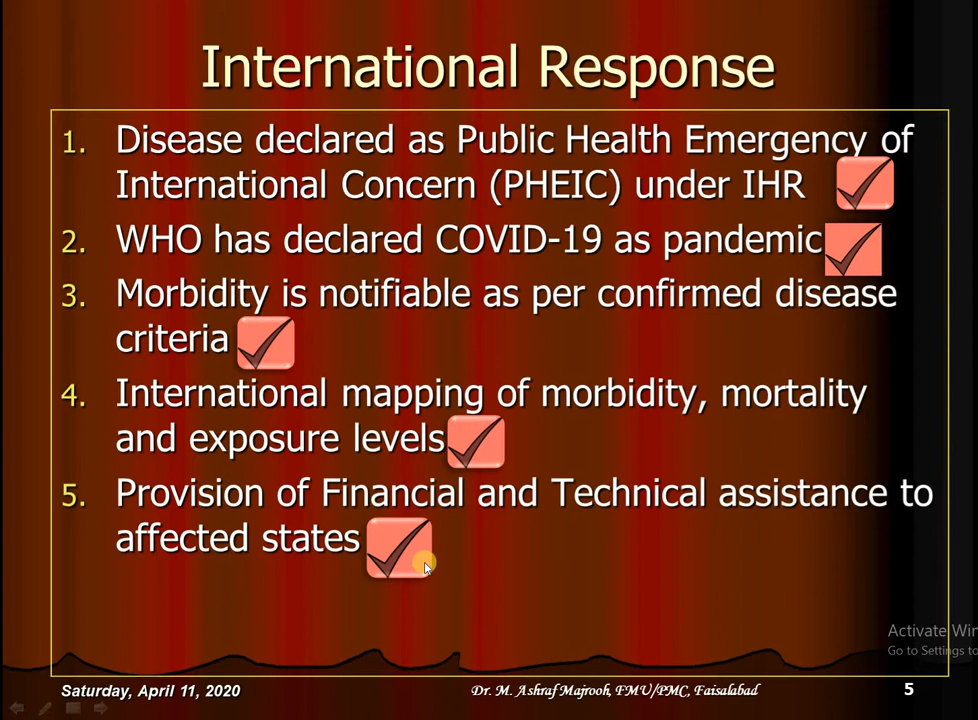 International Response
1. Disease declared as Public Health Emergency of
International Concern (PHEIC) under IHR
2. WHO has declared COVID-19 as pandemic
3. Morbidity is notifiable as per confirmed disease
criteria
4. International mapping of morbidity, mortality
and exposure levels
5. Provision of Financial and Technical assistance to
affected states
Activate Win
Go to Settings to
Saturday, April 11, 2020
Dr. M. Ashraf Majrooh, FMU/PMC, Faisalabad
5